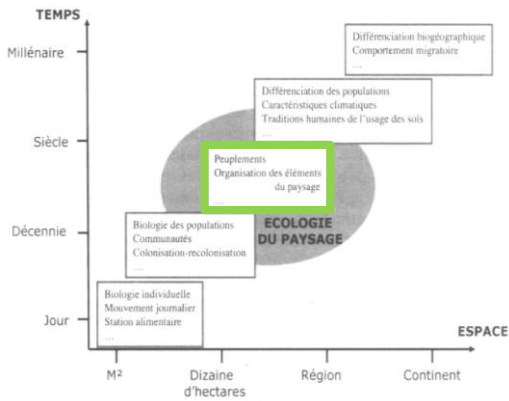 TEMPS
Millénaire
Siècle
Décennie
Jour
Différenciation biogéographique
Comportement migratoire
...
Différenciation des populations
Caractéristiques climatiques
Traditions humaines de l'usage des sols
...
Peuplements
Organisation des éléments
du paysage
...
ECOLOGIE
DU PAYSAGE
Biologie des populations
Communautés
Colonisation-recolonisation
...
Biologie individuelle
Mouvement journalier
Station alimentaire
...
ESPACE
M²
Dizaine
d'hectares
Région
Continent